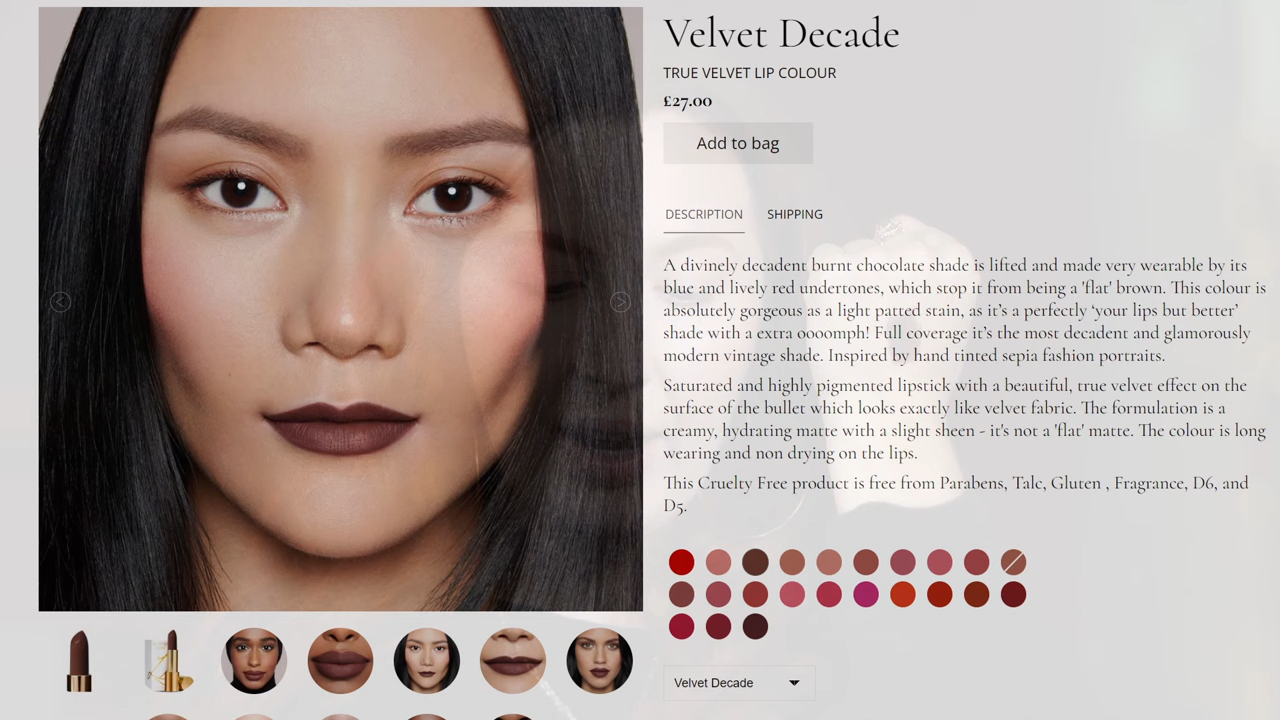 Velvet Decade
TRUE VELVET LIP COLOUR
£27.00
Add to bag
DESCRIPTION SHIPPING
A divinely decadent burnt chocolate shade is lifted and made very wearable by its
blue and lively red undertones, which stop it from being a 'flat' brown. This colour is
absolutely gorgeous as a light patted stain, as it’s a perfectly ‘your lips but better’
shade with a extra oooomph! Full coverage it’s the most decadent and glamorously
modern vintage shade. Inspired by hand tinted sepia fashion portraits.
Saturated and highly pigmented lipstick with a beautiful, true velvet effect on the
surface of the bullet which looks exactly like velvet fabric. The formulation is a
creamy, hydrating matte with a slight sheen - it's not a 'flat' matte. The colour is long
wearing and non drying on the lips.
This Cruelty Free product is free from Parabens, Talc, Gluten , Fragrance, D6, and
D5.
Velvet Decade